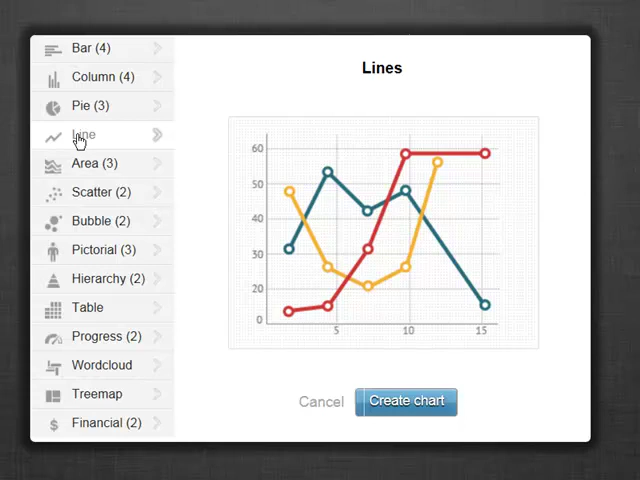 Bar (4)
Column (4)
Pie (3)
Line
Area (3)
Scatter (2)
Bubble (2)
Pictorial (3)
Hierarchy (2)
Table
Progress (2)
Wordcloud
Treemap
Financial (2)
Lines
60
50
40
30
20
0
5
10
15
Cancel
Create chart